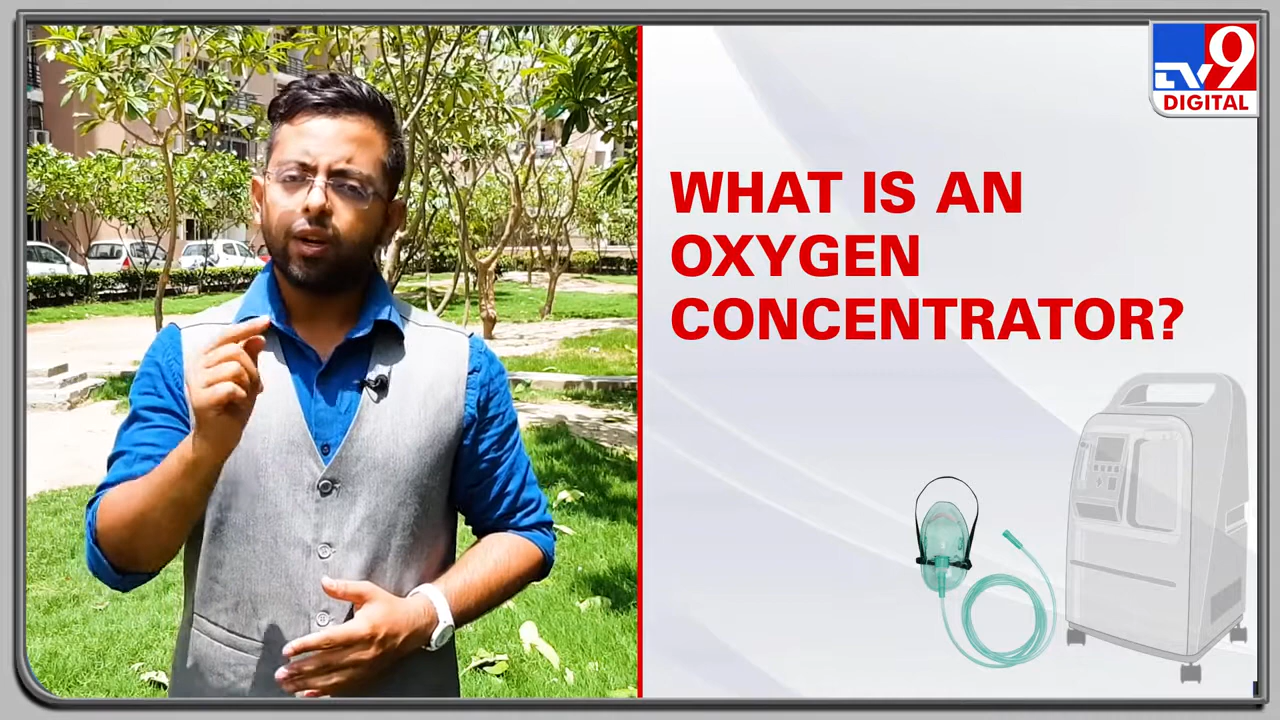 TV9
DIGITAL
WHAT IS AN
OXYGEN
CONCENTRATOR?